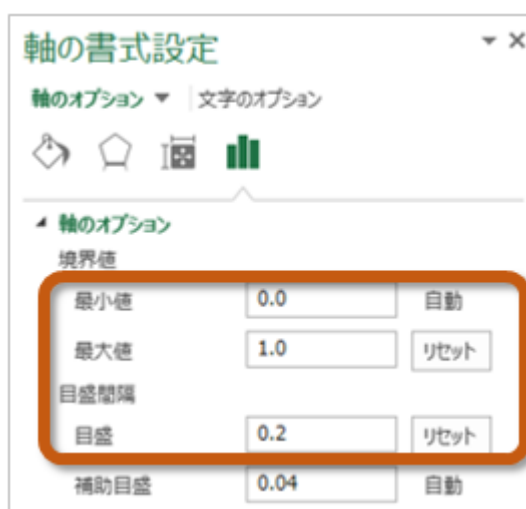 軸の書式設定
軸のオプション 文字のオプション
軸のオプション
境界値
最小値 0.0 自動
最大値 1.0 リセット
目盛間隔
目盛 0.2 リセット
補助目盛 0.04 自動